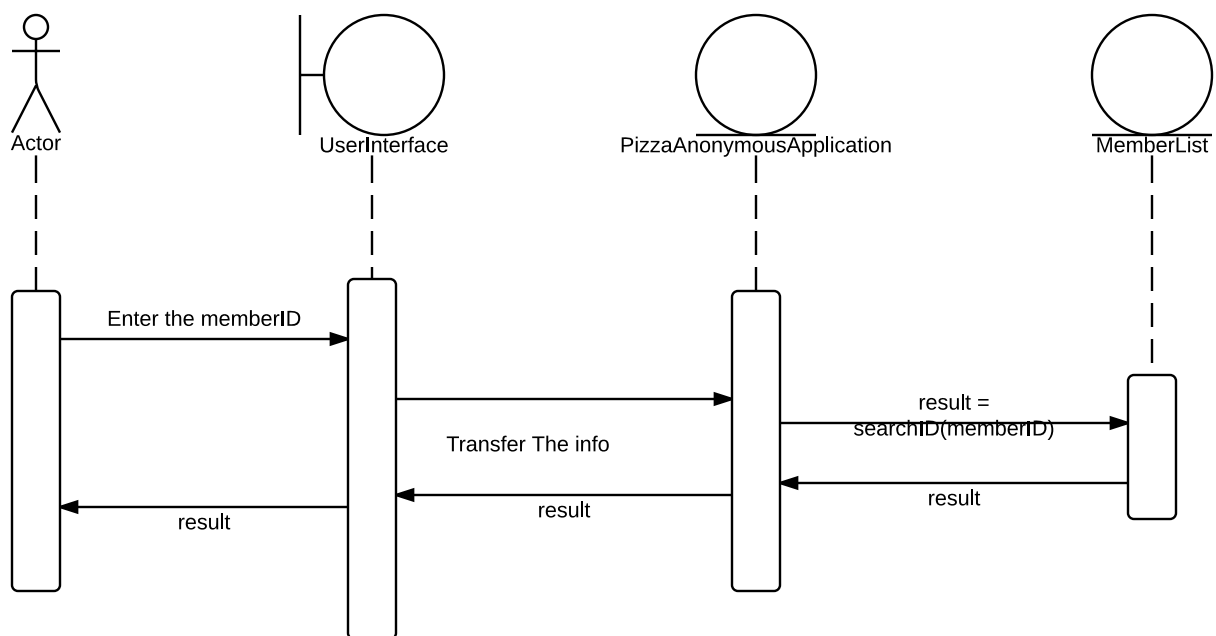 Actor
UserInterface
PizzaAnonymousApplication
MemberList
Enter the memberID
result =
searchID(memberID)
Transfer The info
result
result
result